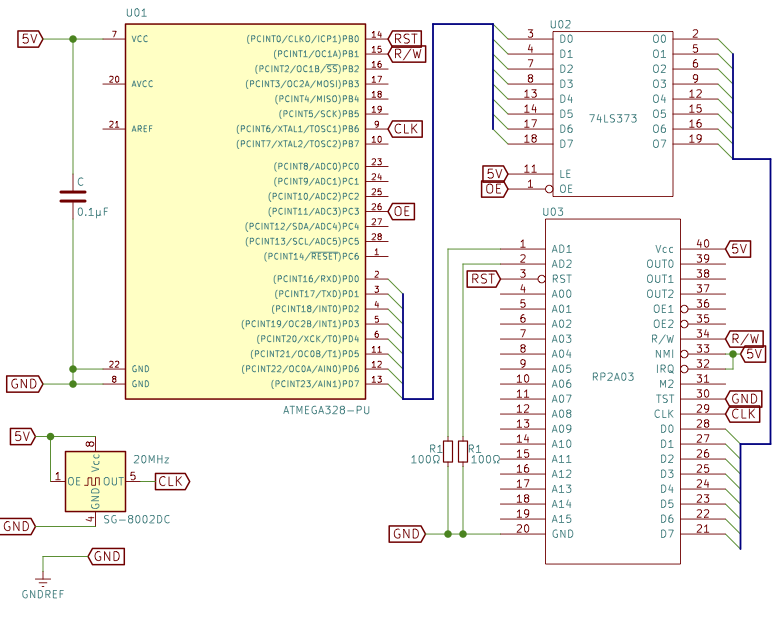 U01
5V
7 VCC
20 AVCC
21 AREF
C
0.1µF
22 GND
GND 8 GND
(PCINT0/CLKO/ICP1)PB0 14 RST
(PCINT1/OC1A)PB1 15 R/W
(PCINT2/OC1B/SS)PB2 16
(PCINT3/OC2A/MOSI)PB3 17
(PCINT4/MISO)PB4 18
(PCINT5/SCK)PB5 19
(PCINT6/XTAL1/TOSC1)PB6 9 CLK
(PCINT7/XTAL2/TOSC2)PB7 10
(PCINT8/ADC0)PC0 23
(PCINT9/ADC1)PC1 24
(PCINT10/ADC2)PC2 25
(PCINT11/ADC3)PC3 26 OE
(PCINT12/SDA/ADC4)PC4 27
(PCINT13/SCL/ADC5)PC5 28
(PCINT14/RESET)PC6 1
(PCINT16/RXD)PD0 2
(PCINT17/TXD)PD1 3
(PCINT18/INT0)PD2 4
(PCINT19/OC2B/INT1)PD3 5
(PCINT20/XCK/T0)PD4 6
(PCINT21/OC0B/T1)PD5 11
(PCINT22/OC0A/AIN0)PD6 12
(PCINT23/AIN1)PD7 13
ATMEGA328-PU
U02
3 D0 O0 2
4 D1 O1 5
7 D2 O2 6
8 D3 O3 9
13 D4 O4 12
14 D5 O5 15
17 D6 O6 16
18 D7 O7 19
74LS373
5V 11 LE
OE 1 OE
U03
1 AD1 Vcc 40 5V
2 AD2 OUT0 39
RST 3 RST OUT1 38
4 A00 OUT2 37
5 A01 OE1 36
6 A02 OE2 35
7 A03 R/W 34 R/W
8 A04 NMI 33 5V
9 A05 IRQ 32
10 A06 M2 31
11 A07 TST 30 GND
12 A08 CLK 29 CLK
13 A09 D0 28
14 A10 D1 27
15 A11 D2 26
16 A12 D3 25
17 A13 D4 24
18 A14 D5 23
19 A15 D6 22
GND 20 GND D7 21
RP2A03
R1 R1
100Ω 100Ω
5V
8
20MHz
Vcc
1 OE OUT 5 CLK
GND
4
GND
SG-8002DC
GND
GNDREF